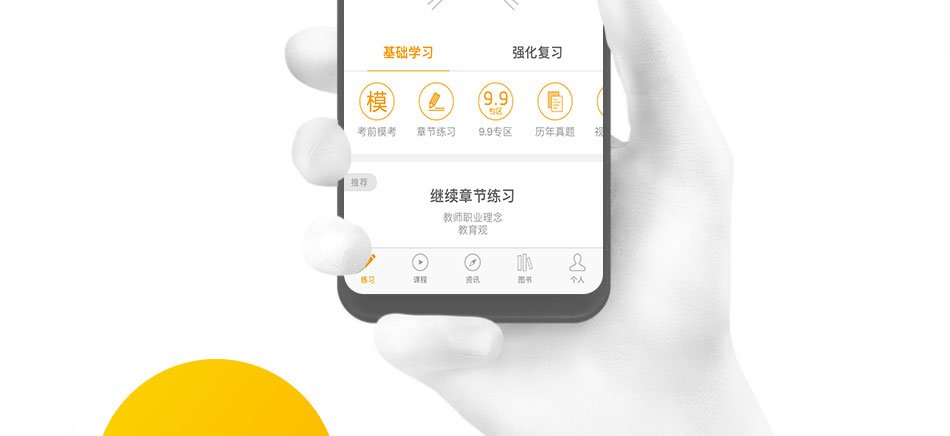 基础学习
强化复习
模
9.9
专区
考前模考
章节练习
9.9专区
历年真题
视
推荐
继续章节练习
教师职业理念
教育观
练习
课程
资讯
图书
个人